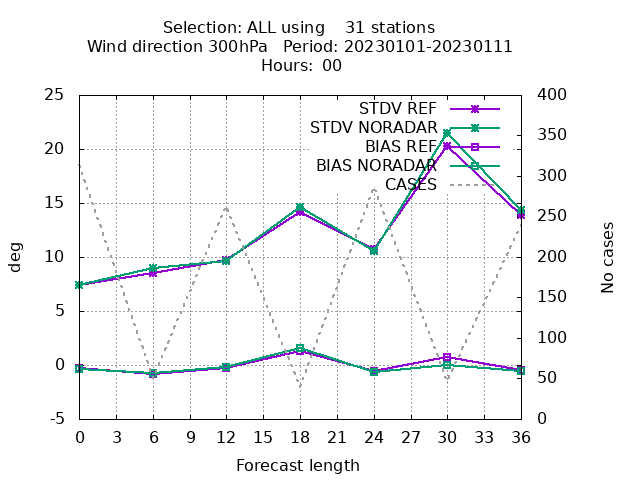 Selection: ALL using    31 stations
Wind direction 300hPa   Period: 20230101-20230111
Hours: 00
25
20
15
10
5
0
-5
deg
STDV REF
STDV NORADAR
BIAS REF
BIAS NORADAR
CASES
400
350
300
250
200
150
100
50
0
No cases
0 3 6 9 12 15 18 21 24 27 30 33 36
Forecast length